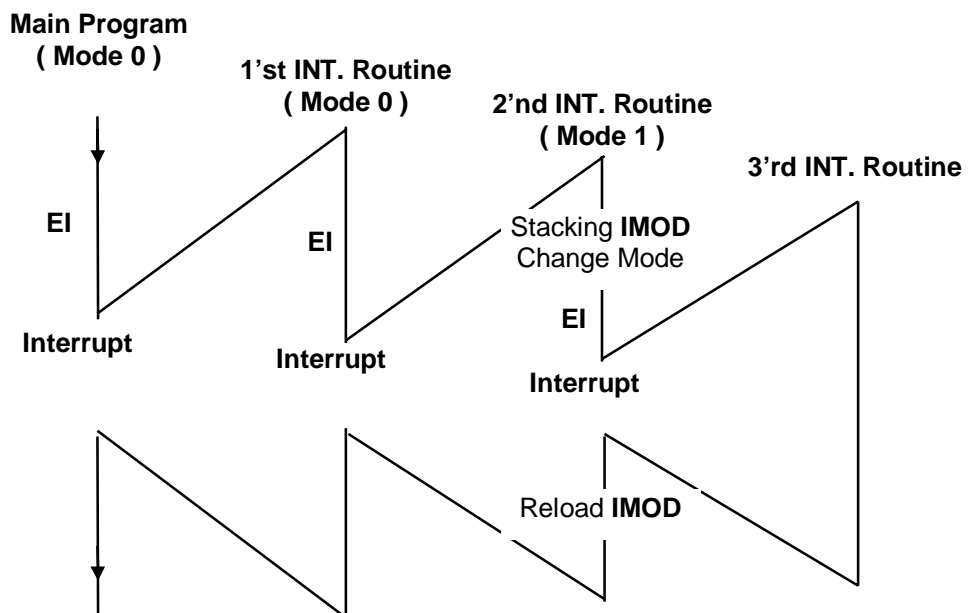 Main Program
( Mode 0 )
1'st INT. Routine
( Mode 0 )
2'nd INT. Routine
( Mode 1 )
3'rd INT. Routine
EI
EI
Stacking IMOD
Change Mode
EI
Interrupt
Interrupt
Interrupt
Reload IMOD